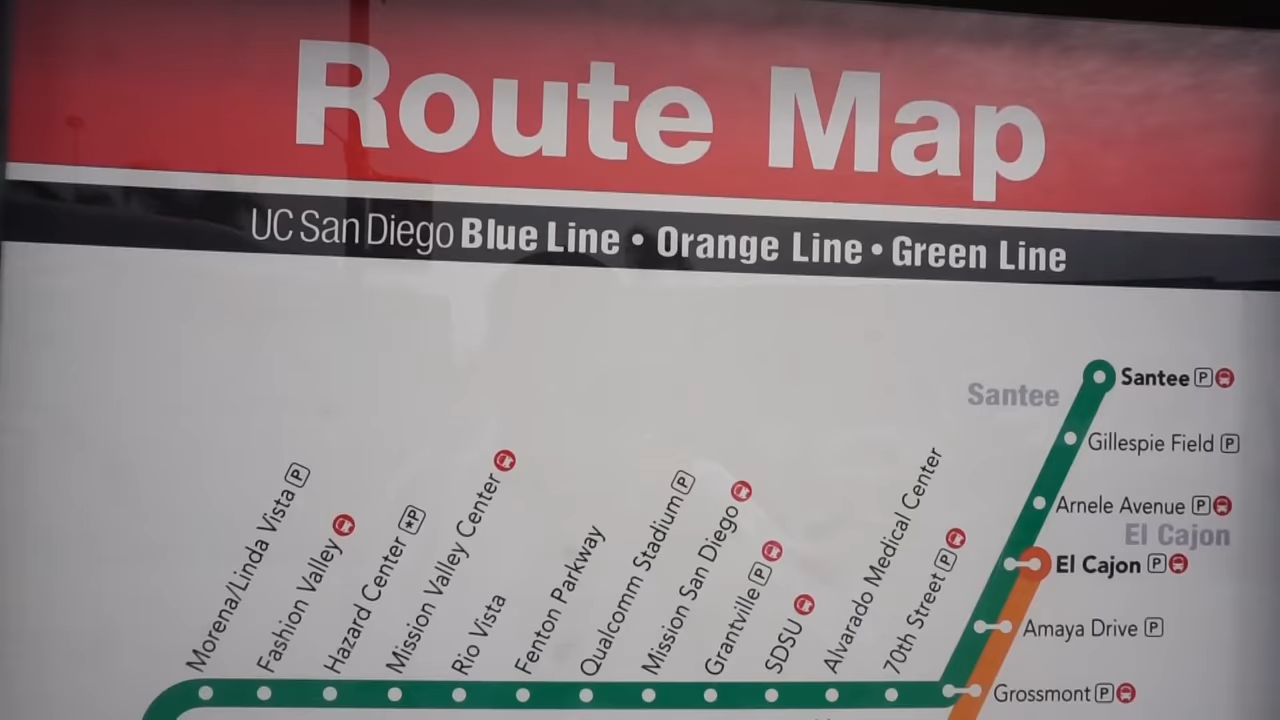 Route Map
UC San Diego Blue Line • Orange Line • Green Line
Santee
Santee P
Gillespie Field P
Arnele Avenue P
El Cajon
El Cajon P
Amaya Drive P
Grossmont P
Morena/Linda Vista P
Fashion Valley
Hazard Center *P
Mission Valley Center
Rio Vista
Fenton Parkway
Qualcomm Stadium P
Mission San Diego
Grantville P
SDSU
Alvarado Medical Center
70th Street P